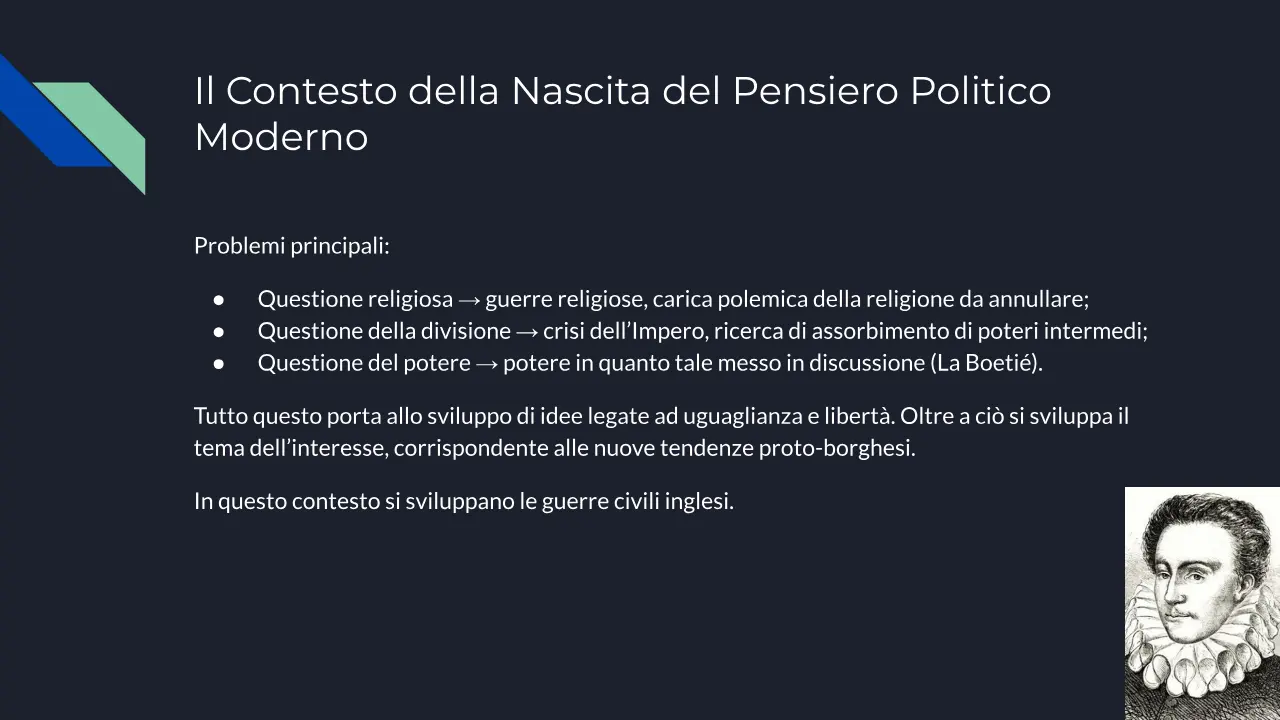 Il Contesto della Nascita del Pensiero Politico
Moderno
Problemi principali:
● Questione religiosa → guerre religiose, carica polemica della religione da annullare;
● Questione della divisione → crisi dell’Impero, ricerca di assorbimento di poteri intermedi;
● Questione del potere → potere in quanto tale messo in discussione (La Boetié).
Tutto questo porta allo sviluppo di idee legate ad uguaglianza e libertà. Oltre a ciò si sviluppa il
tema dell’interesse, corrispondente alle nuove tendenze proto-borghesi.
In questo contesto si sviluppano le guerre civili inglesi.